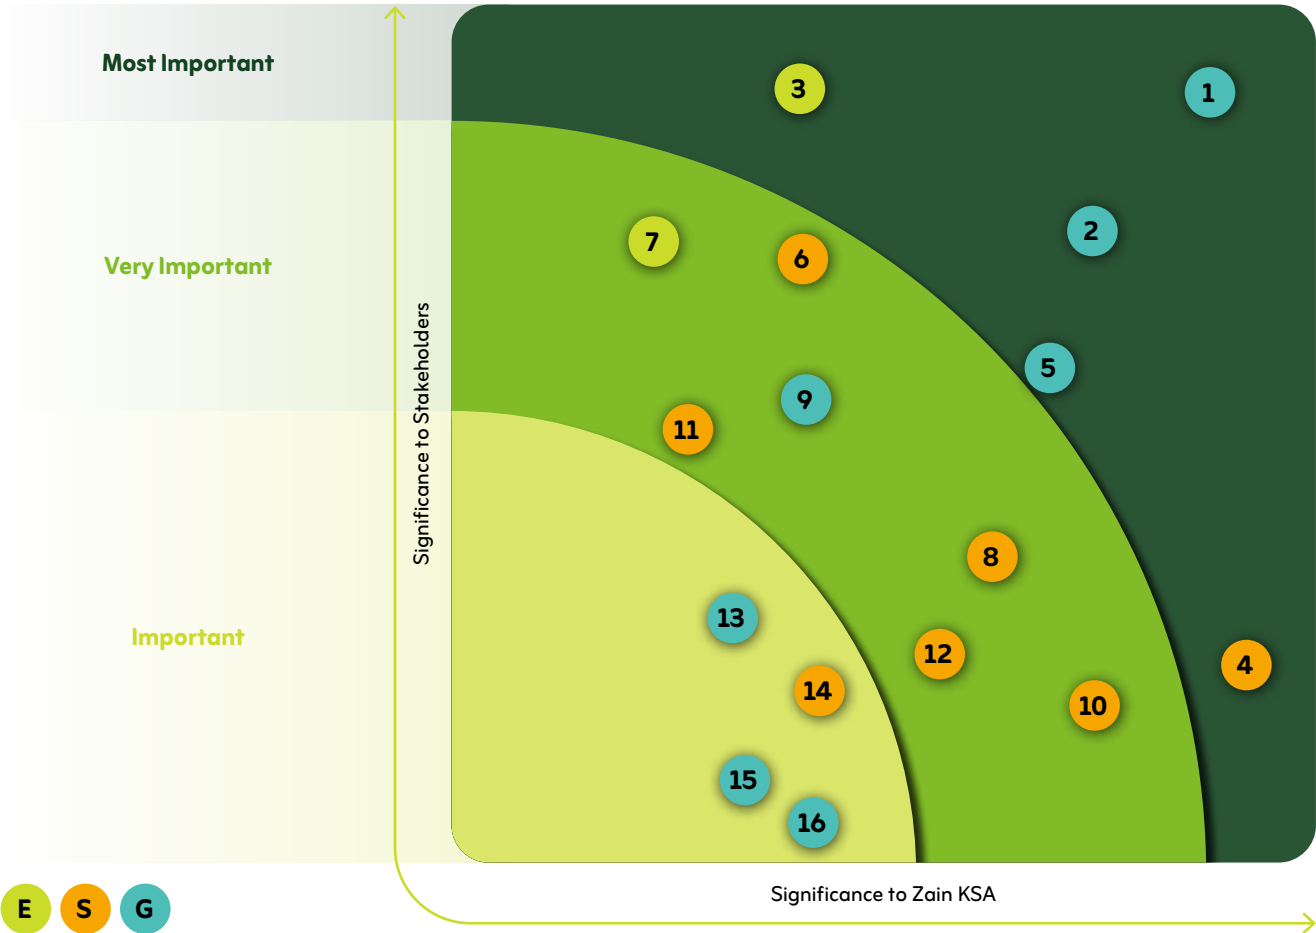 Most Important
3
1
2
Very Important
7
6
Significance to Stakeholders
5
9
11
8
Important
13
12
4
14
10
15
16
Significance to Zain KSA
E S G